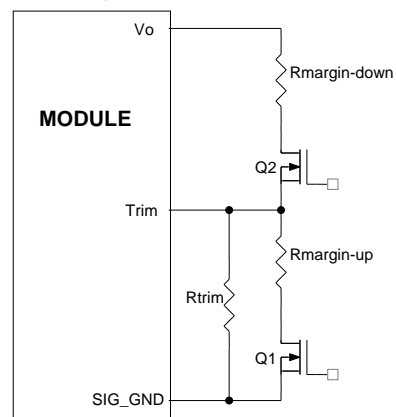 Vo
Rmargin-down
MODULE
Q2
Trim
Rmargin-up
Rtrim
Q1
SIG_GND